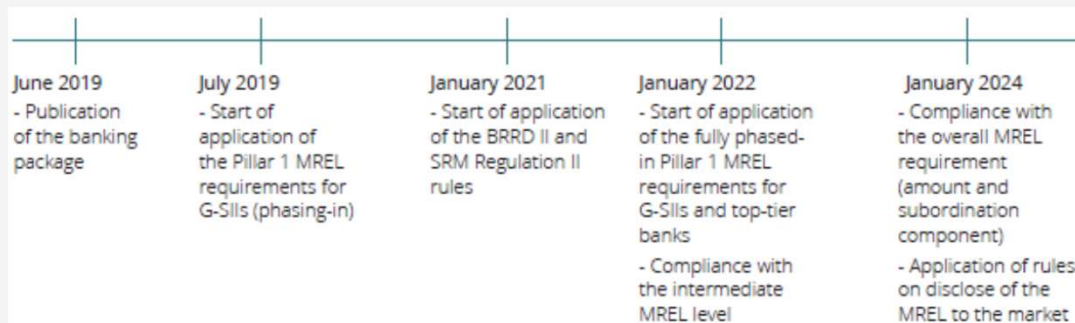 June 2019
- Publication
of the banking
package
July 2019
- Start of
application of
the Pillar 1 MREL
requirements for
G-SIIs (phasing-in)
January 2021
- Start of application
of the BRRD II and
SRM Regulation II
rules
January 2022
- Start of application
of the fully phased-
in Pillar 1 MREL
requirements for
G-SIIs and top-tier
banks
- Compliance with
the intermediate
MREL level
January 2024
- Compliance with
the overall MREL
requirement
(amount and
subordination
component)
- Application of rules
on disclose of the
MREL to the market